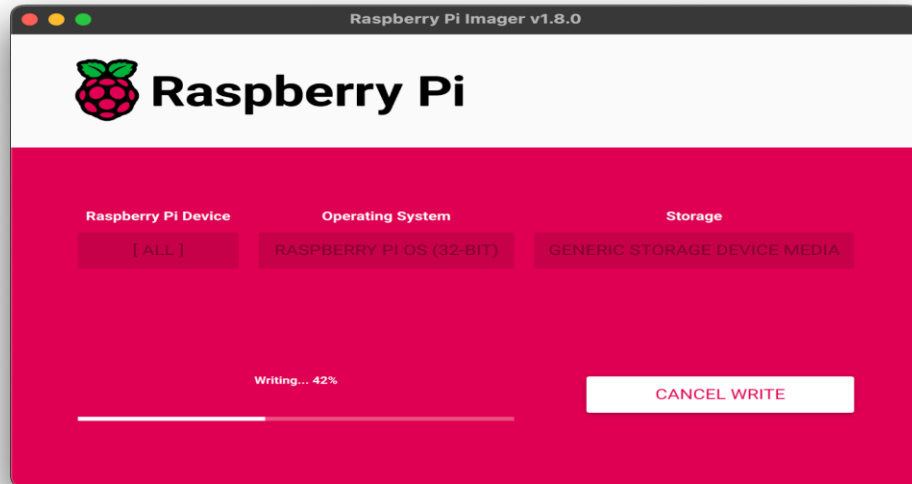 Raspberry Pi Imager v1.8.0
Raspberry Pi
Raspberry Pi Device
Operating System
Storage
[ ALL ]
RASPBERRY PI OS (32-BIT)
GENERIC STORAGE DEVICE MEDIA
Writing... 42%
CANCEL WRITE